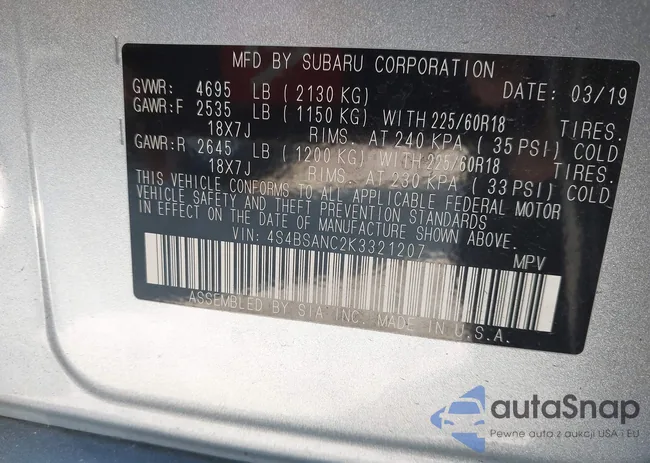 MFD BY SUBARU CORPORATION
GVWR: 4695 LB (2130 KG) DATE: 03/19
GAWR:F 2535 LB (1150 KG) WITH 225/60R18 TIRES.
18X7J RIMS. AT 240 KPA (35 PSI) COLD
GAWR:R 2645 LB (1200 KG) WITH 225/60R18 TIRES.
18X7J RIMS. AT 230 KPA (33 PSI) COLD
THIS VEHICLE CONFORMS TO ALL APPLICABLE FEDERAL MOTOR
VEHICLE SAFETY AND THEFT PREVENTION STANDARDS
IN EFFECT ON THE DATE OF MANUFACTURE SHOWN ABOVE.
VIN: 4S4BSANC2K3321207 MPV
ASSEMBLED BY SIA INC. MADE IN U.S.A.
autaSnap
Pewne auta z aukcji USA i EU